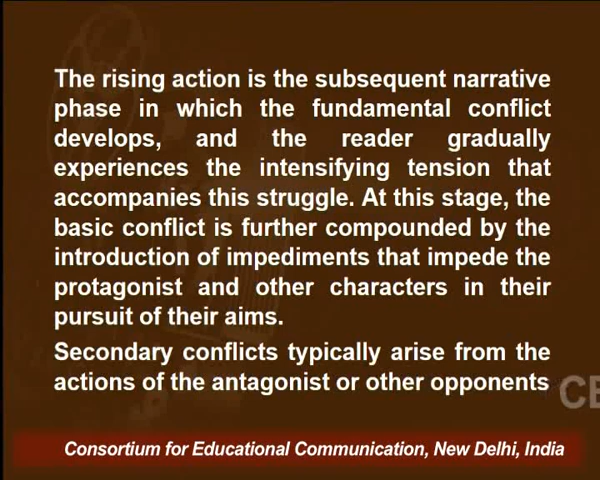 The rising action is the subsequent narrative
phase in which the fundamental conflict
develops, and the reader gradually
experiences the intensifying tension that
accompanies this struggle. At this stage, the
basic conflict is further compounded by the
introduction of impediments that impede the
protagonist and other characters in their
pursuit of their aims.
Secondary conflicts typically arise from the
actions of the antagonist or other opponents
CE
Consortium for Educational Communication, New Delhi, India